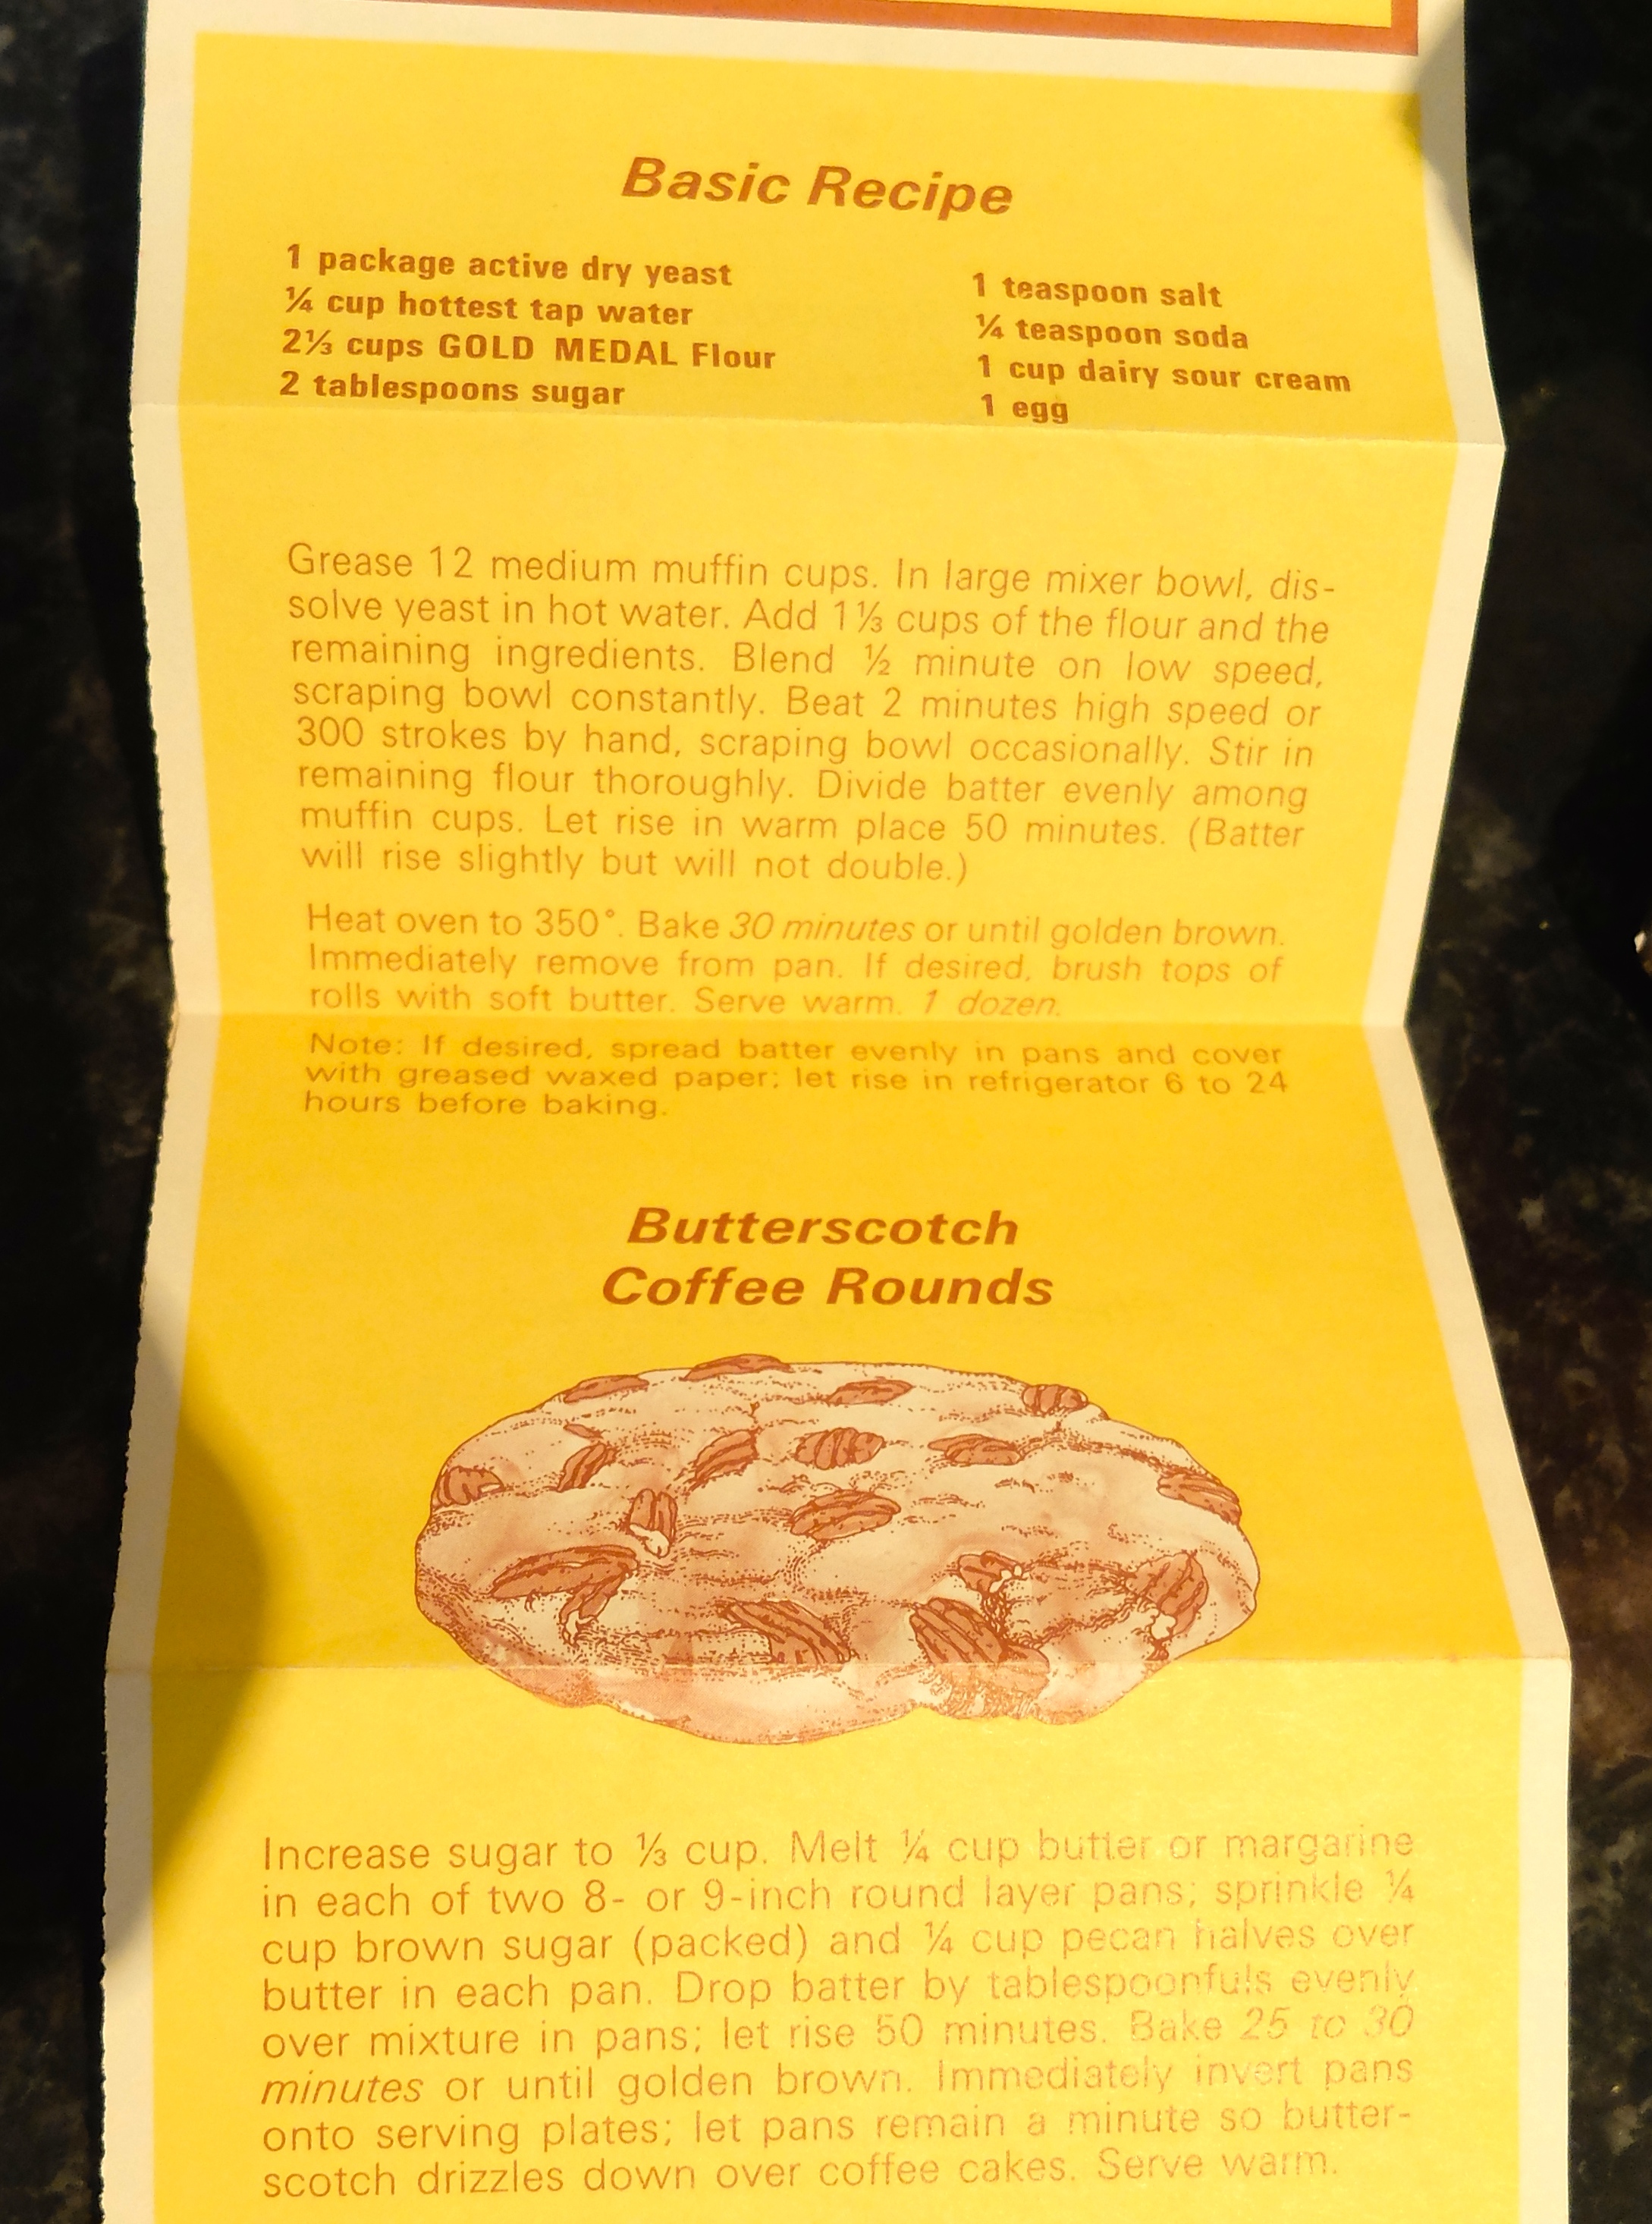 Basic Recipe
1 package active dry yeast
¼ cup hottest tap water
2⅓ cups GOLD MEDAL Flour
2 tablespoons sugar
1 teaspoon salt
¼ teaspoon soda
1 cup dairy sour cream
1 egg
Grease 12 medium muffin cups. In large mixer bowl, dis-
solve yeast in hot water. Add 1⅓ cups of the flour and the
remaining ingredients. Blend ½ minute on low speed,
scraping bowl constantly. Beat 2 minutes high speed or
300 strokes by hand, scraping bowl occasionally. Stir in
remaining flour thoroughly. Divide batter evenly among
muffin cups. Let rise in warm place 50 minutes. (Batter
will rise slightly but will not double.)
Heat oven to 350°. Bake 30 minutes or until golden brown.
Immediately remove from pan. If desired, brush tops of
rolls with soft butter. Serve warm. 1 dozen.
Note: If desired, spread batter evenly in pans and cover
with greased waxed paper; let rise in refrigerator 6 to 24
hours before baking.
Butterscotch
Coffee Rounds
Increase sugar to ⅓ cup. Melt ¼ cup butter or margarine
in each of two 8- or 9-inch round layer pans; sprinkle ¼
cup brown sugar (packed) and ¼ cup pecan halves over
butter in each pan. Drop batter by tablespoonfuls evenly
over mixture in pans; let rise 50 minutes. Bake 25 to 30
minutes or until golden brown. Immediately invert pans
onto serving plates; let pans remain a minute so butter-
scotch drizzles down over coffee cakes. Serve warm.